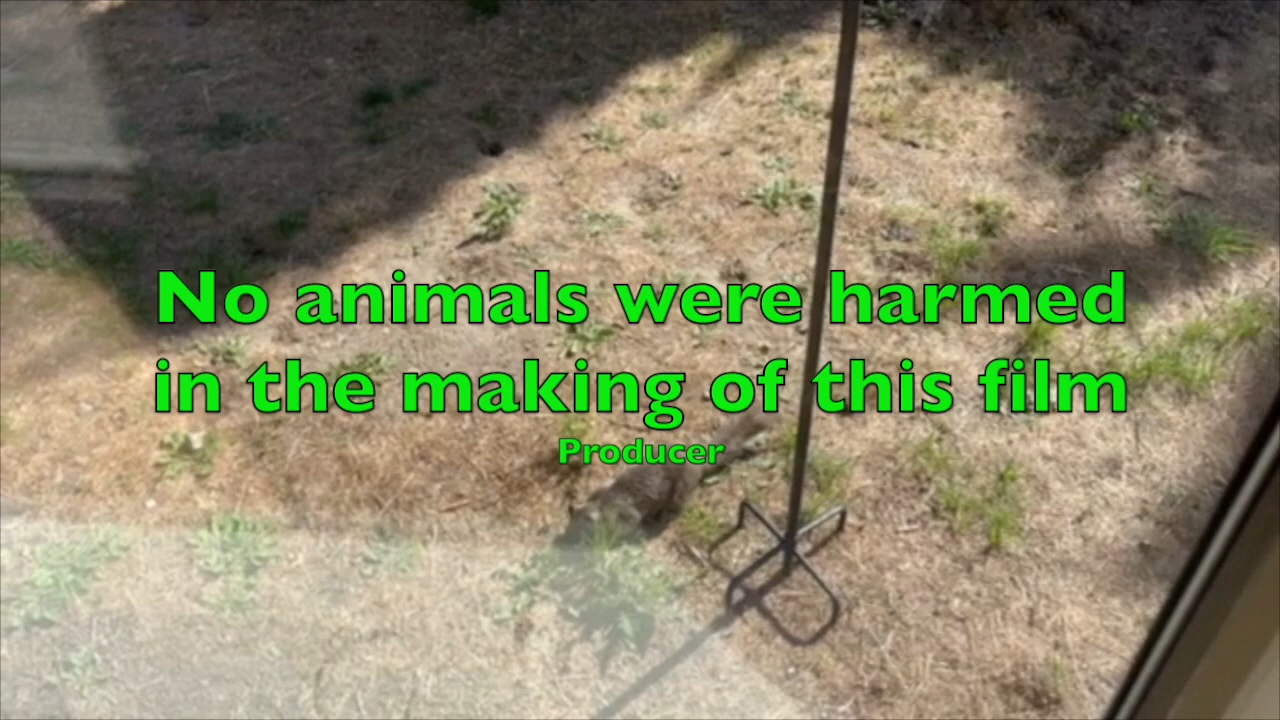 No animals were harmed
in the making of this film
Producer